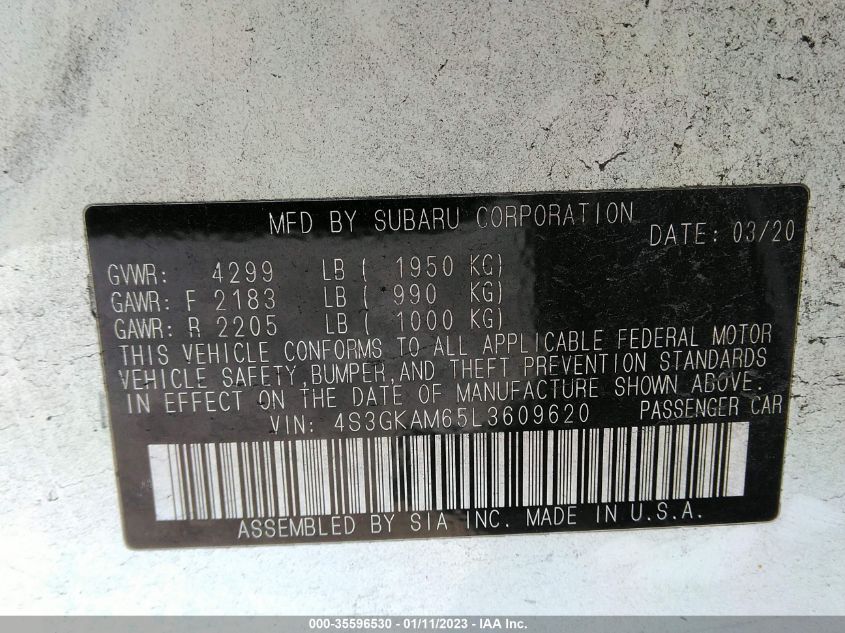 MFD BY SUBARU CORPORATION
DATE: 03/20
GVWR: 4299 LB ( 1950 KG)
GAWR: F 2183 LB ( 990 KG)
GAWR: R 2205 LB ( 1000 KG)
THIS VEHICLE CONFORMS TO ALL APPLICABLE FEDERAL MOTOR
VEHICLE SAFETY,BUMPER,AND THEFT PREVENTION STANDARDS
IN EFFECT ON THE DATE OF MANUFACTURE SHOWN ABOVE.
VIN: 4S3GKAM65L3609620 PASSENGER CAR
ASSEMBLED BY SIA INC. MADE IN U.S.A.
000-35596530 - 01/11/2023 - IAA Inc.